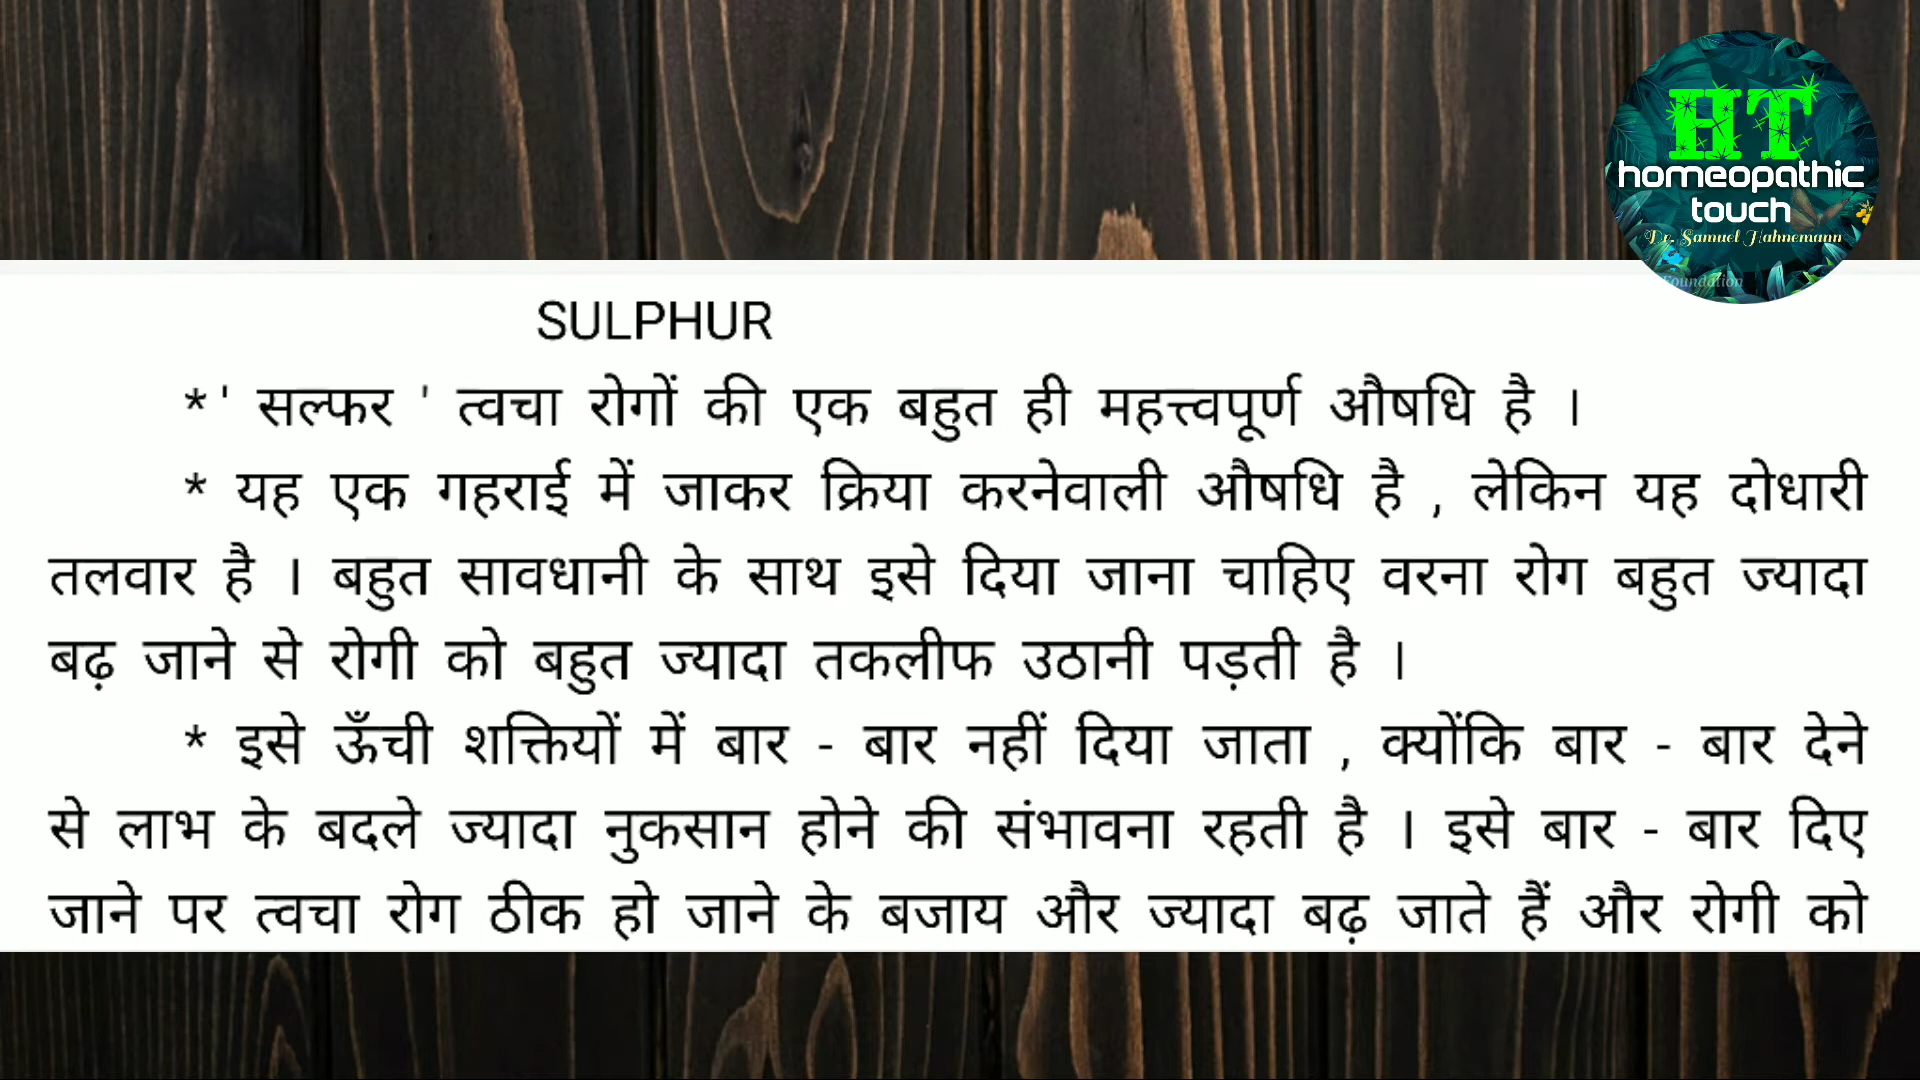 HT
homeopathic
touch
Dr. Samuel Hahnemann
Foundation
SULPHUR
* ' सल्फर ' त्वचा रोगों की एक बहुत ही महत्त्वपूर्ण औषधि है ।
* यह एक गहराई में जाकर क्रिया करनेवाली औषधि है , लेकिन यह दोधारी
तलवार है । बहुत सावधानी के साथ इसे दिया जाना चाहिए वरना रोग बहुत ज्यादा
बढ़ जाने से रोगी को बहुत ज्यादा तकलीफ उठानी पड़ती है ।
* इसे ऊँची शक्तियों में बार - बार नहीं दिया जाता , क्योंकि बार - बार देने
से लाभ के बदले ज्यादा नुकसान होने की संभावना रहती है । इसे बार - बार दिए
जाने पर त्वचा रोग ठीक हो जाने के बजाय और ज्यादा बढ़ जाते हैं और रोगी को